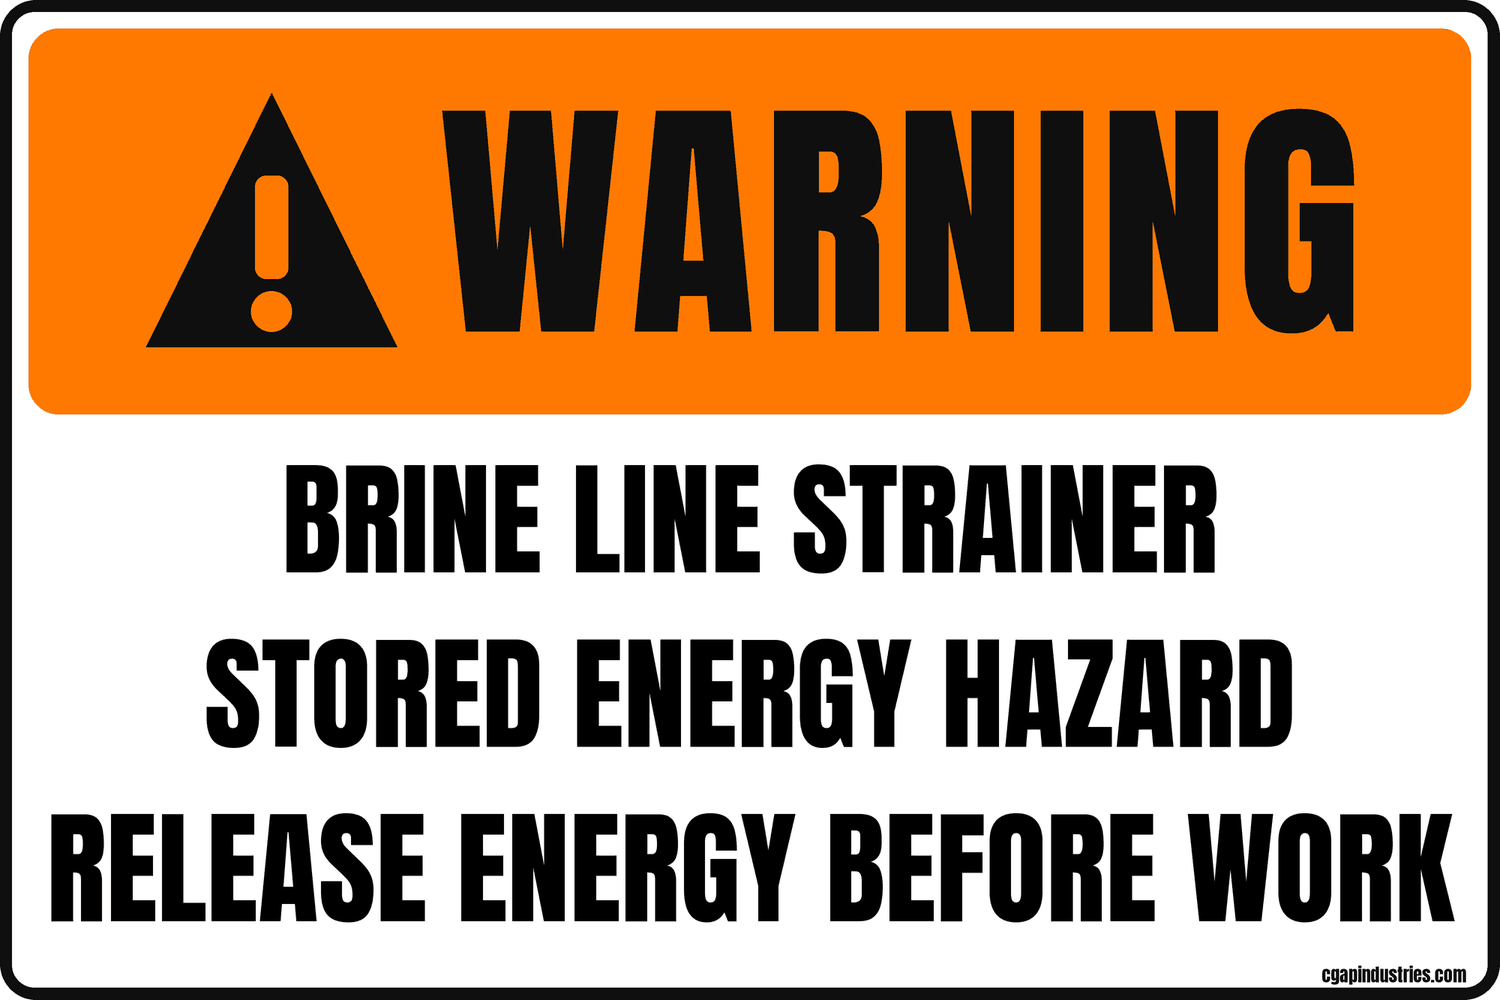 WARNING
BRINE LINE STRAINER
STORED ENERGY HAZARD
RELEASE ENERGY BEFORE WORK
cgapindustries.com